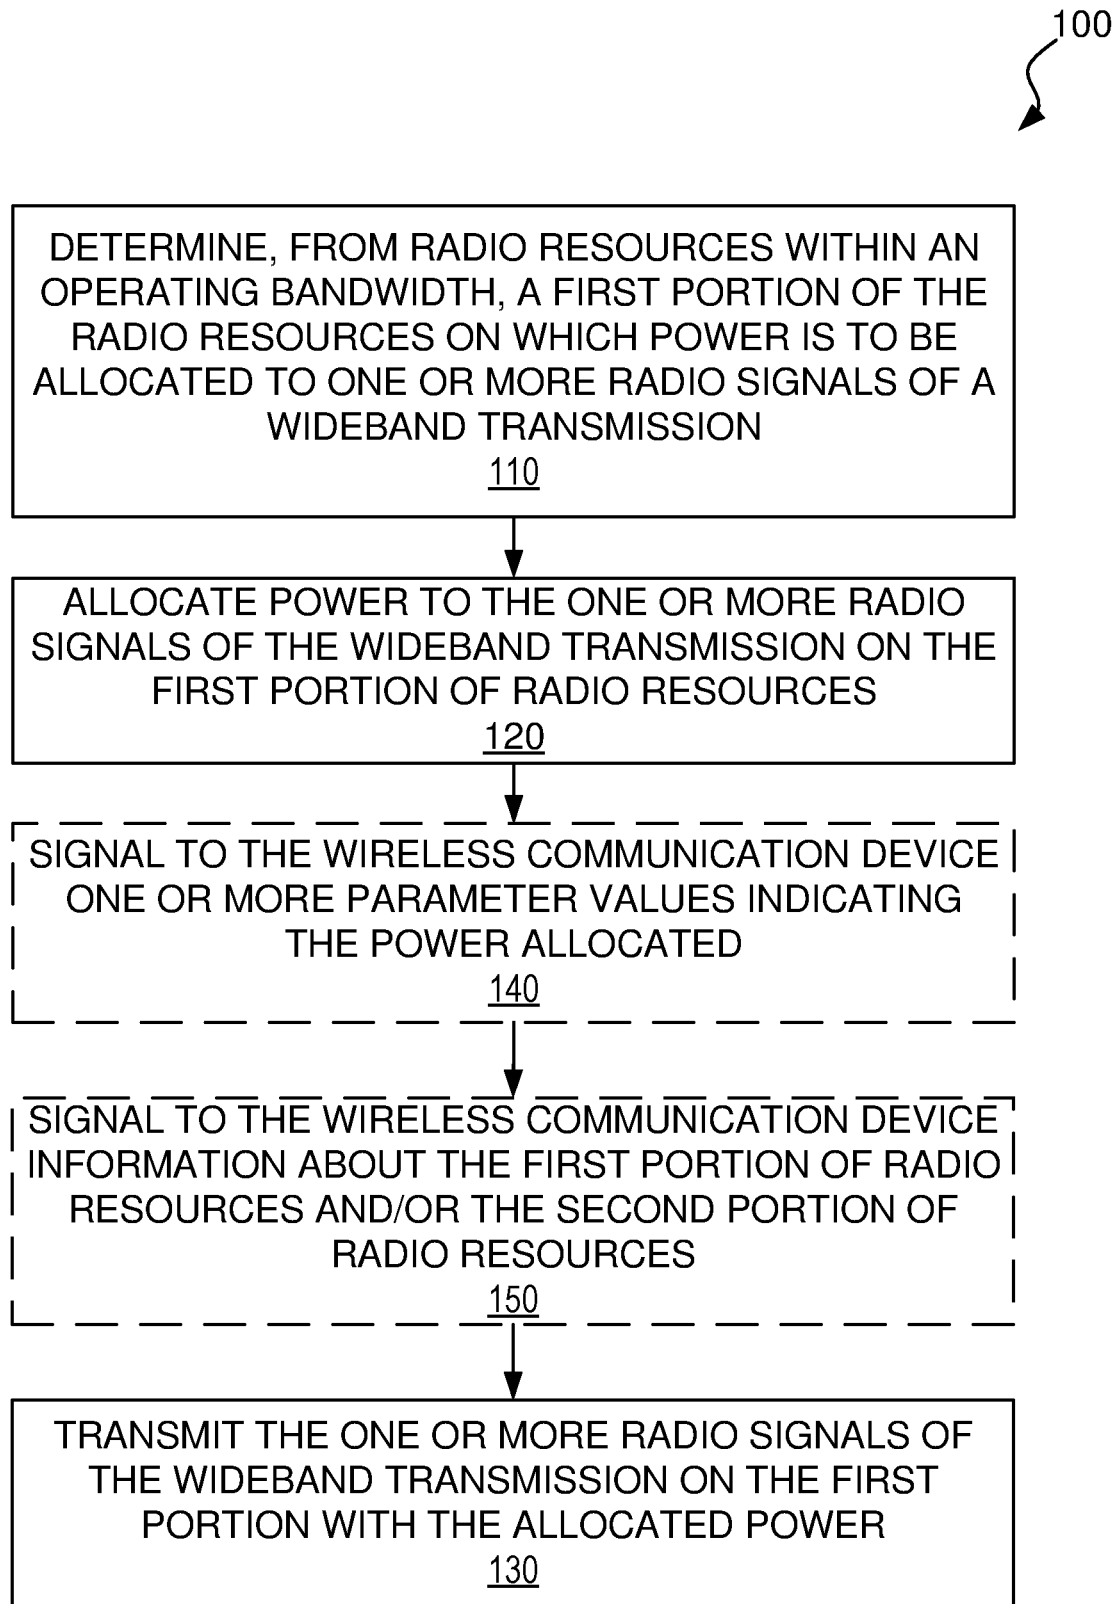 100
DETERMINE, FROM RADIO RESOURCES WITHIN AN
OPERATING BANDWIDTH, A FIRST PORTION OF THE
RADIO RESOURCES ON WHICH POWER IS TO BE
ALLOCATED TO ONE OR MORE RADIO SIGNALS OF A
WIDEBAND TRANSMISSION
110
ALLOCATE POWER TO THE ONE OR MORE RADIO
SIGNALS OF THE WIDEBAND TRANSMISSION ON THE
FIRST PORTION OF RADIO RESOURCES
120
SIGNAL TO THE WIRELESS COMMUNICATION DEVICE
ONE OR MORE PARAMETER VALUES INDICATING
THE POWER ALLOCATED
140
SIGNAL TO THE WIRELESS COMMUNICATION DEVICE
INFORMATION ABOUT THE FIRST PORTION OF RADIO
RESOURCES AND/OR THE SECOND PORTION OF
RADIO RESOURCES
150
TRANSMIT THE ONE OR MORE RADIO SIGNALS OF
THE WIDEBAND TRANSMISSION ON THE FIRST
PORTION WITH THE ALLOCATED POWER
130